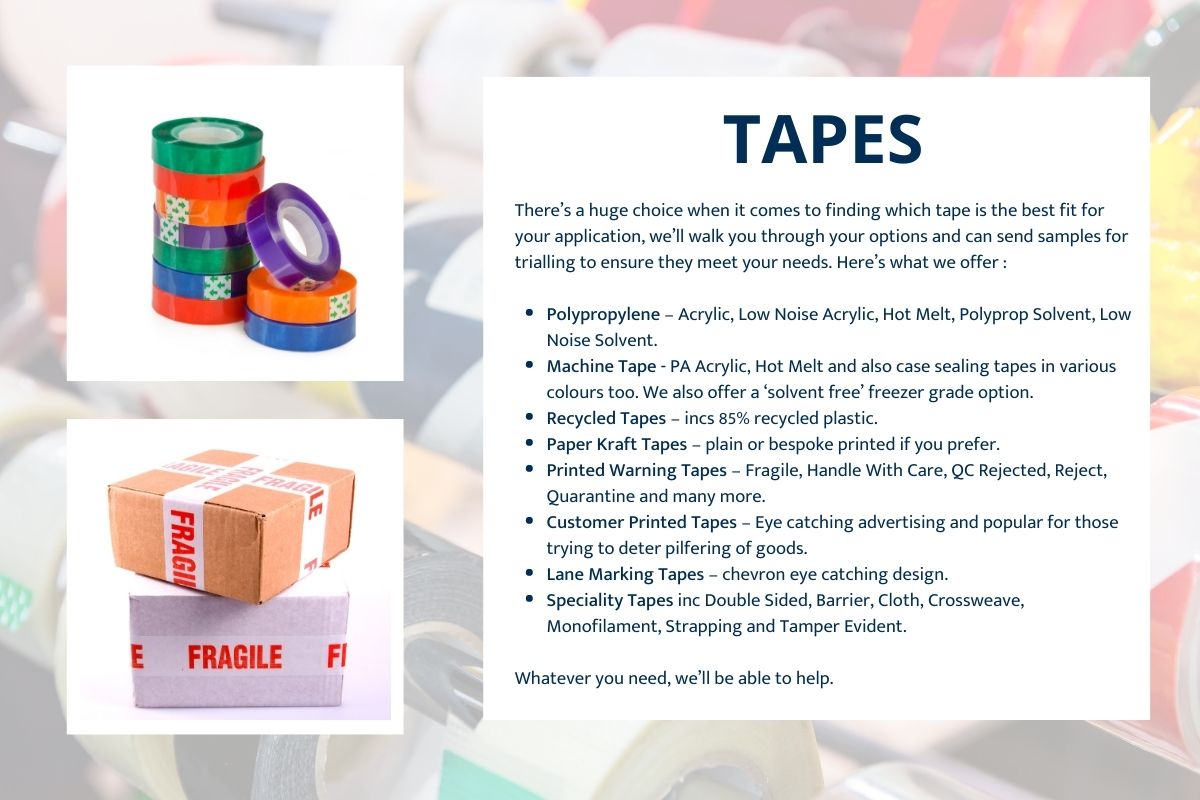 TAPES
There’s a huge choice when it comes to finding which tape is the best fit for
your application, we’ll walk you through your options and can send samples for
trialling to ensure they meet your needs. Here’s what we offer :
• Polypropylene – Acrylic, Low Noise Acrylic, Hot Melt, Polyprop Solvent, Low
Noise Solvent.
• Machine Tape - PA Acrylic, Hot Melt and also case sealing tapes in various
colours too. We also offer a ‘solvent free’ freezer grade option.
• Recycled Tapes – incs 85% recycled plastic.
• Paper Kraft Tapes – plain or bespoke printed if you prefer.
• Printed Warning Tapes – Fragile, Handle With Care, QC Rejected, Reject,
Quarantine and many more.
• Customer Printed Tapes – Eye catching advertising and popular for those
trying to deter pilfering of goods.
• Lane Marking Tapes – chevron eye catching design.
• Speciality Tapes inc Double Sided, Barrier, Cloth, Crossweave,
Monofilament, Strapping and Tamper Evident.
Whatever you need, we’ll be able to help.
AGILE FRAGILE
FRAGILE
FRAGIL
E FRAGILE FI